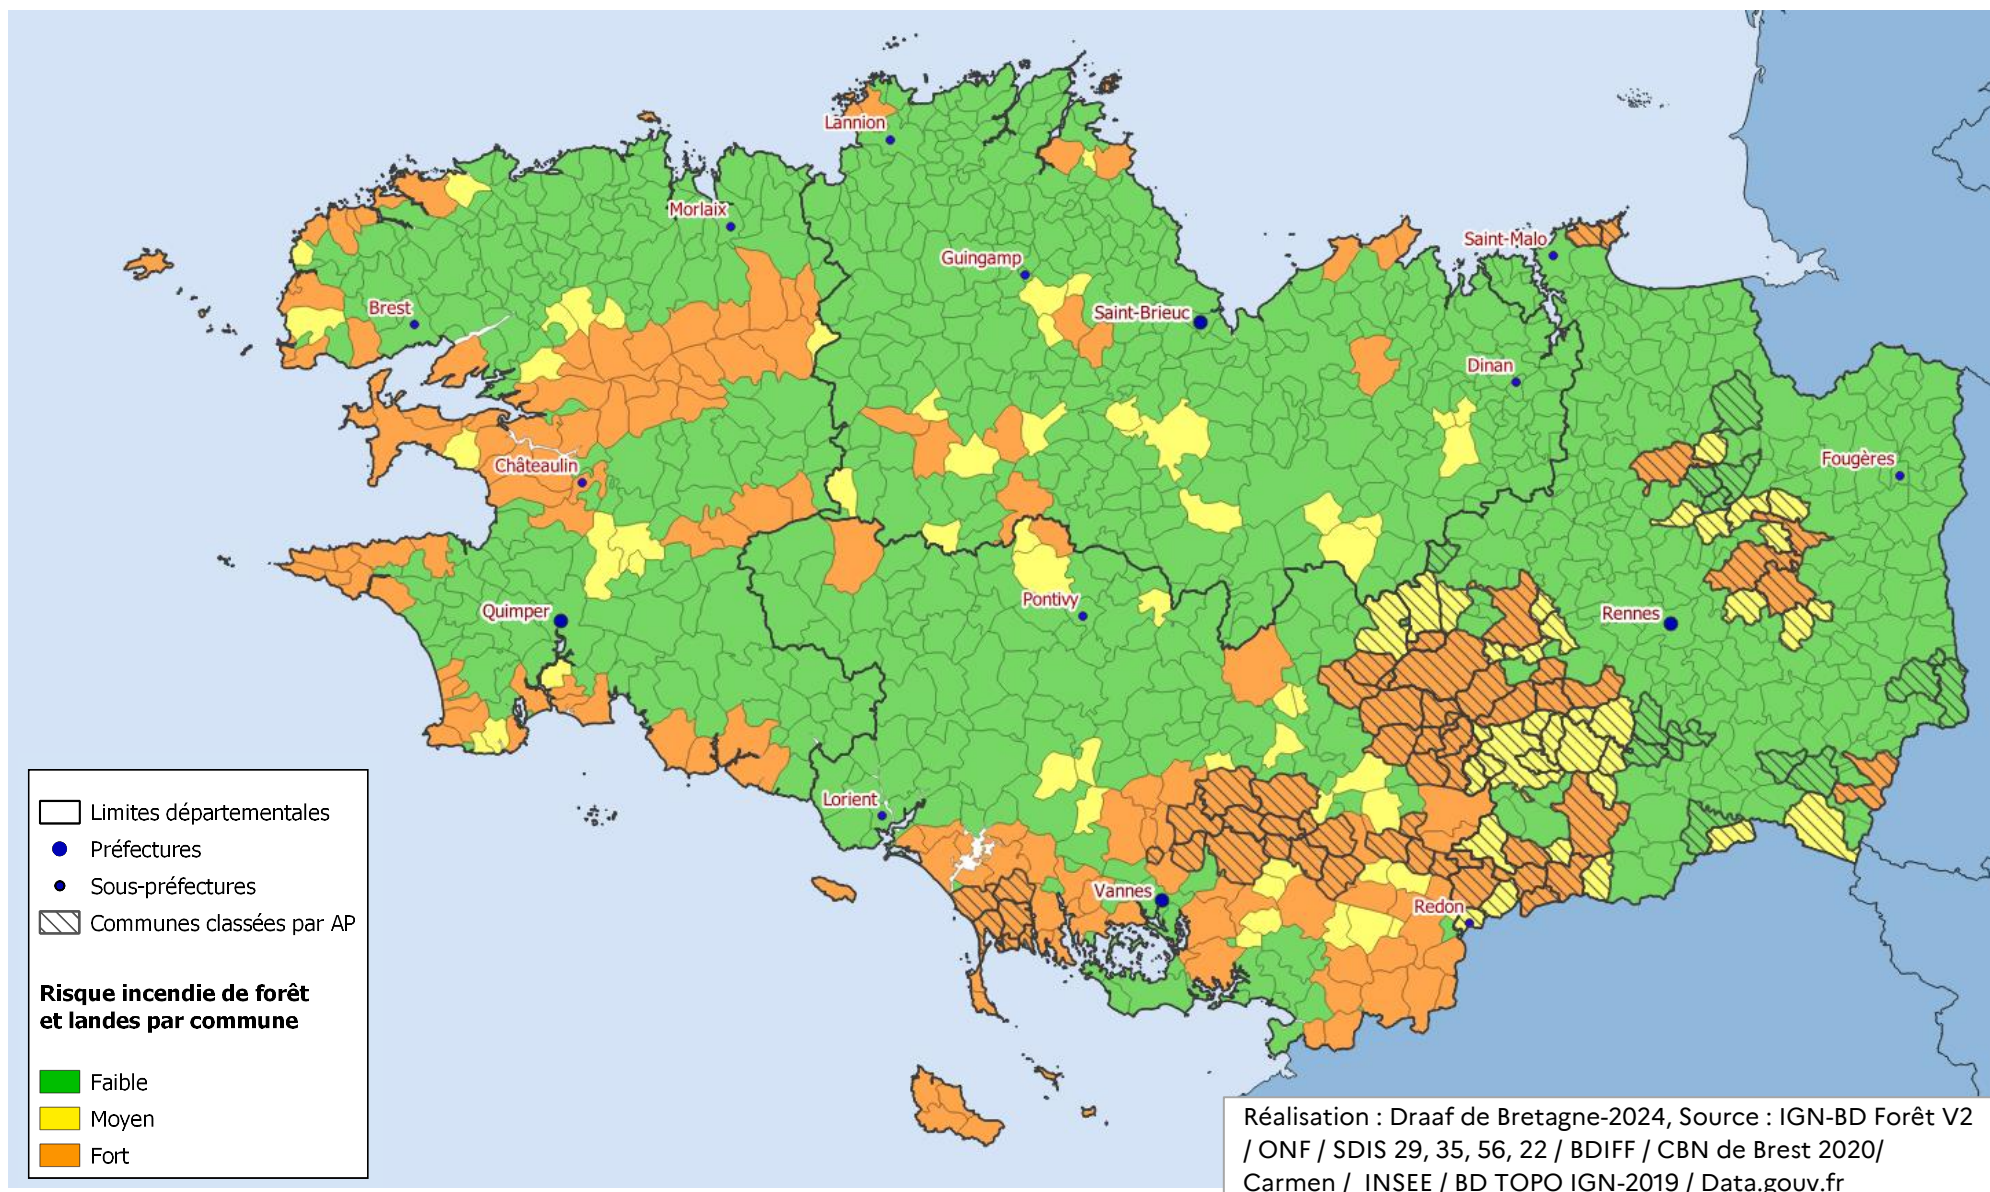 Lannion
Morlaix
Guingamp
Saint-Malo
Brest
Saint-Brieuc
Dinan
Châteaulin
Fougères
Quimper
Pontivy
Rennes
Lorient
Vannes
Redon
Limites départementales
Préfectures
Sous-préfectures
Communes classées par AP
Risque incendie de forêt
et landes par commune
Faible
Moyen
Fort
Réalisation : Draaf de Bretagne-2024, Source : IGN-BD Forêt V2
/ ONF / SDIS 29, 35, 56, 22 / BDIFF / CBN de Brest 2020/
Carmen / INSEE / BD TOPO IGN-2019 / Data.gouv.fr